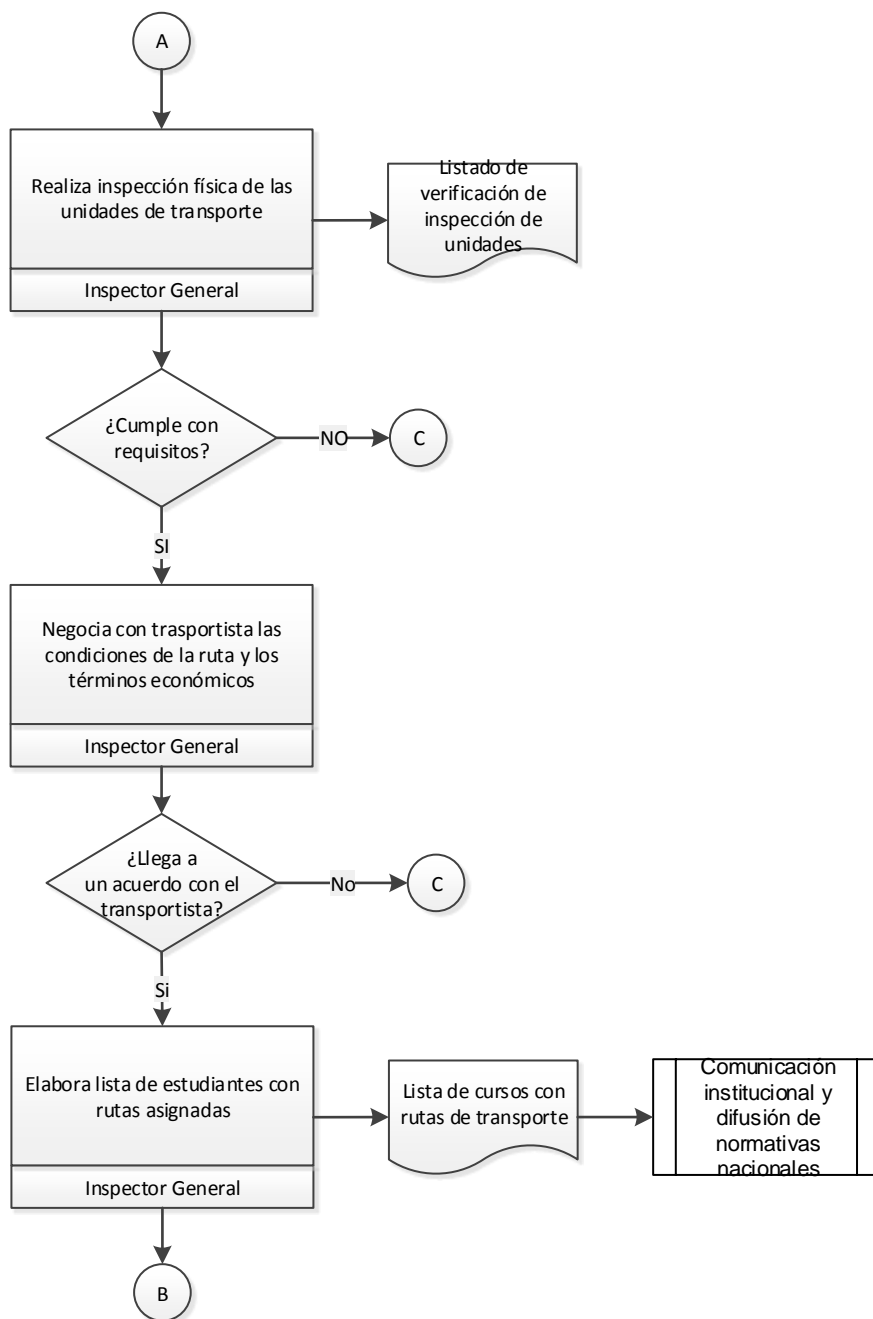 A
Realiza inspección física de las
unidades de transporte
Inspector General
Listado de
verificación de
inspección de
unidades
¿Cumple con
requisitos?
NO
C
SI
Negocia con trasportista las
condiciones de la ruta y los
términos económicos
Inspector General
¿Llega a
un acuerdo con el
transportista?
No
C
Si
Elabora lista de estudiantes con
rutas asignadas
Inspector General
Lista de cursos con
rutas de transporte
Comunicación
institucional y
difusión de
normativas
nacionales
B